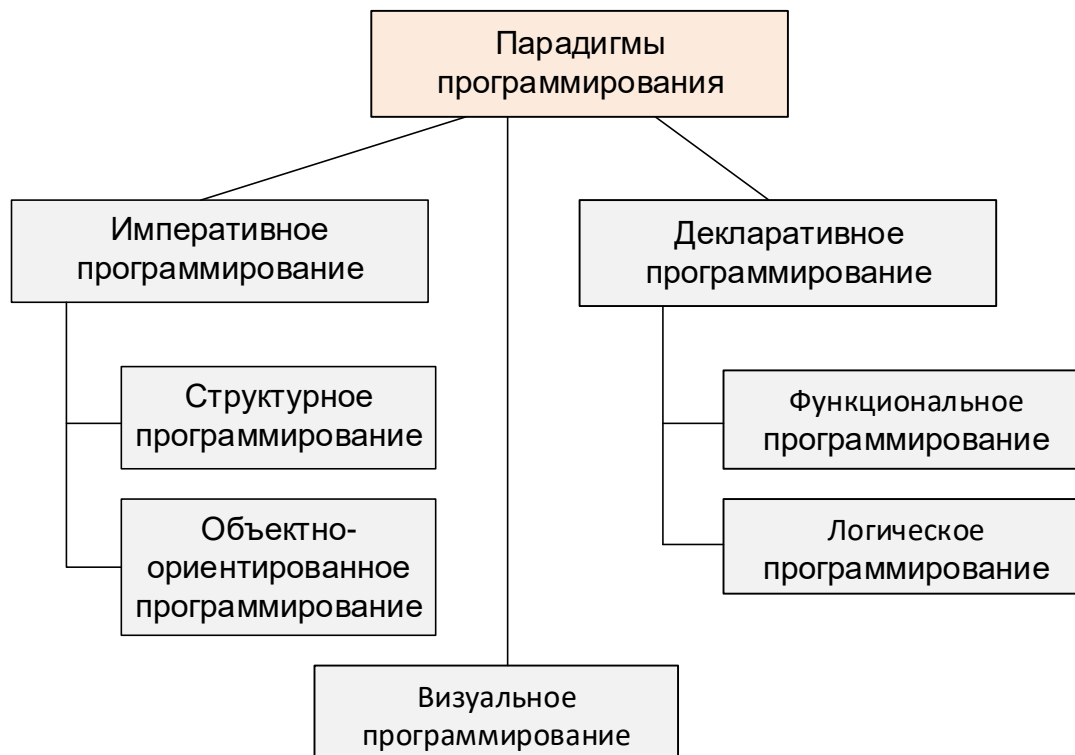 Парадигмы
программирования
Императивное
программирование
Структурное
программирование
Объектно-
ориентированное
программирование
Декларативное
программирование
Функциональное
программирование
Логическое
программирование
Визуальное
программирование